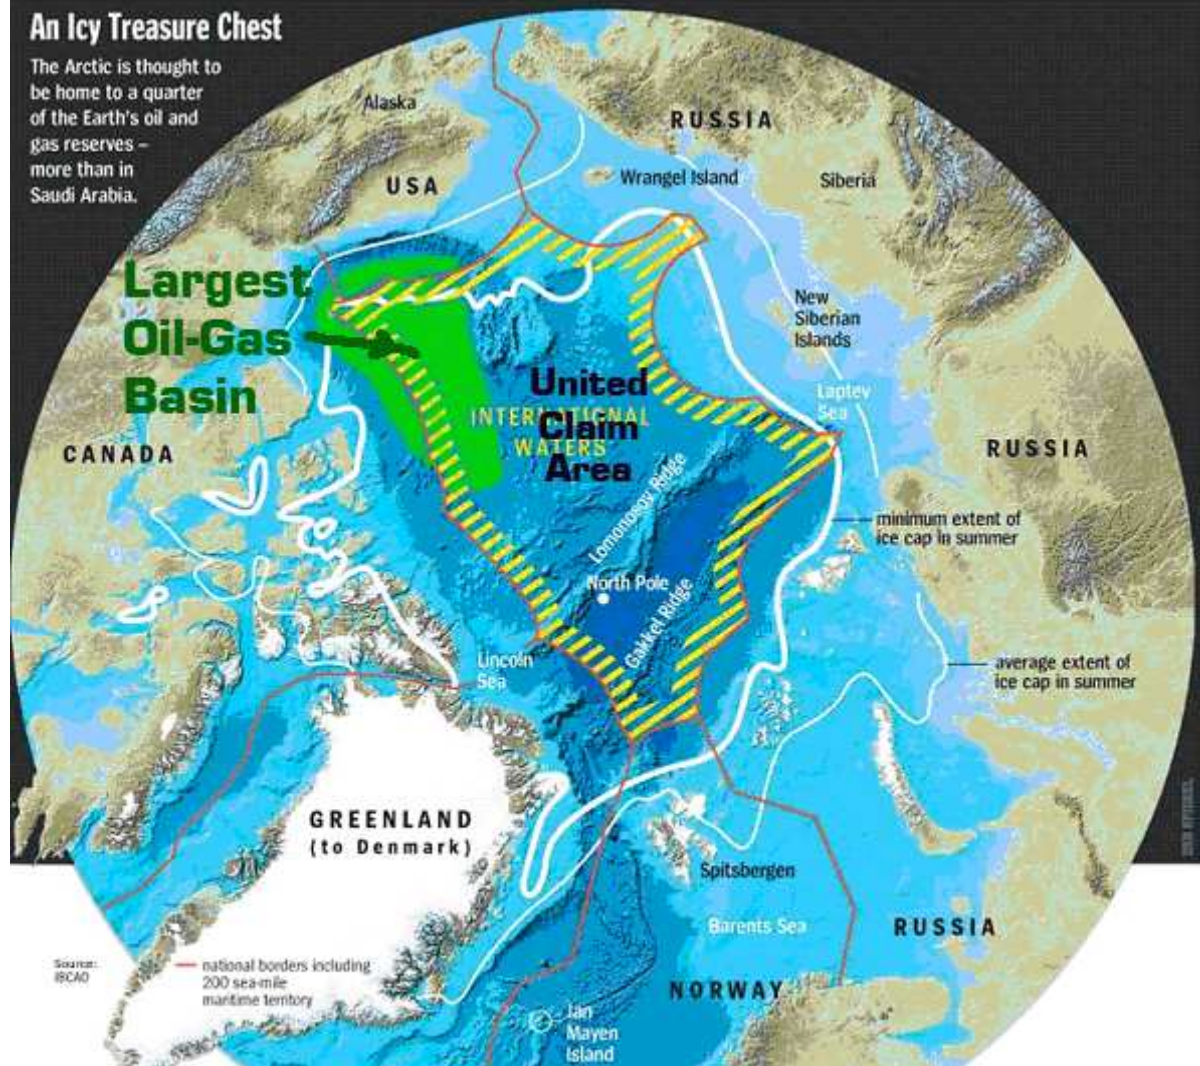 An Icy Treasure Chest
The Arctic is thought to
be home to a quarter
of the Earth's oil and
gas reserves –
more than in
Saudi Arabia.
Alaska
USA
RUSSIA
Wrangel Island
Siberia
Largest
Oil-Gas
Basin
New
Siberian
Islands
United
INTERNATIONAL
Claim
WATERS
Area
Laptev
Sea
CANADA
RUSSIA
Lomonosov Ridge
minimum extent of
ice cap in summer
North Pole
Gakkel Ridge
Lincoln
Sea
average extent of
ice cap in summer
GREENLAND
(to Denmark)
Spitsbergen
Barents Sea
RUSSIA
NORWAY
Source:
IBCAO
national borders including
200 sea-mile
maritime territory
Jan
Mayen
Island